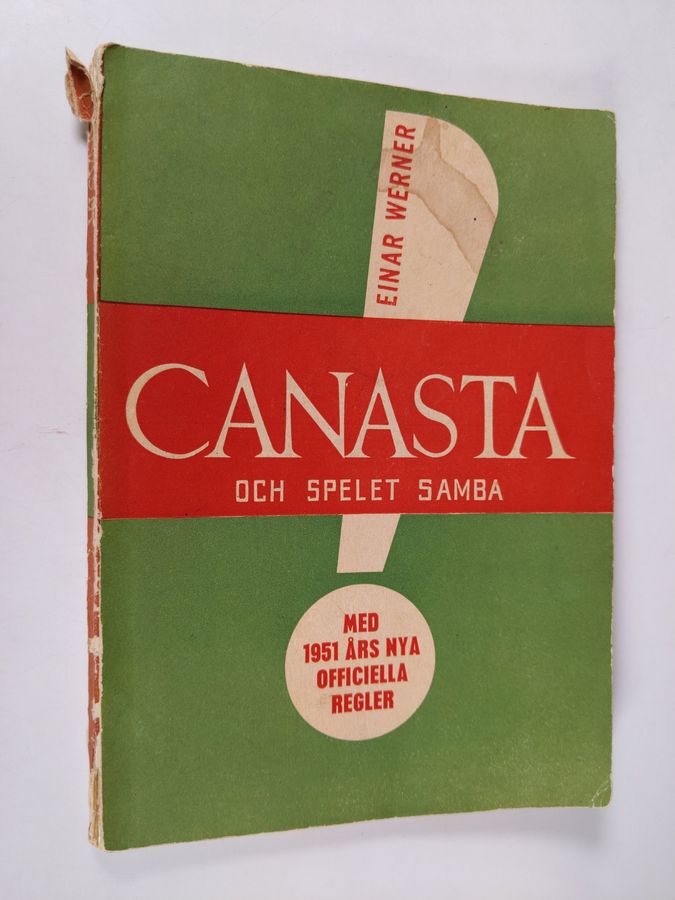 EINAR WERNER
CANASTA
OCH SPELET SAMBA
MED
1951 ÅRS NYA
OFFICIELLA
REGLER